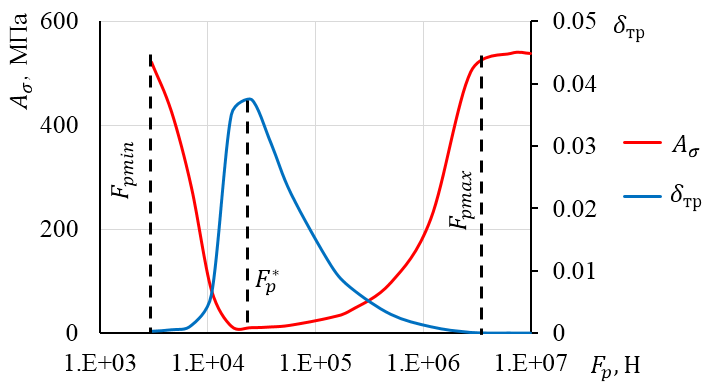 600
0.05
δтр
Aσ, МПа
0.04
400
0.03
Aσ
Fpmin
Fpmax
δтр
200
0.02
Fp*
0.01
0
0
1.E+03
1.E+04
1.E+05
1.E+06
1.E+07
Fp, Н